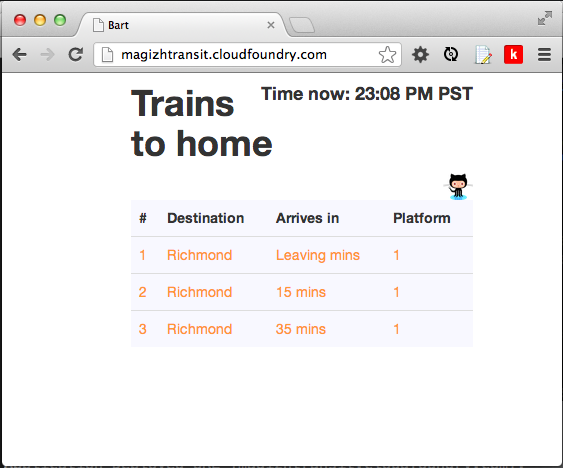 Bart
magizhtransit.cloudfoundry.com
k
Trains
to home
Time now: 23:08 PM PST
# Destination Arrives in Platform
1 Richmond Leaving mins 1
2 Richmond 15 mins 1
3 Richmond 35 mins 1